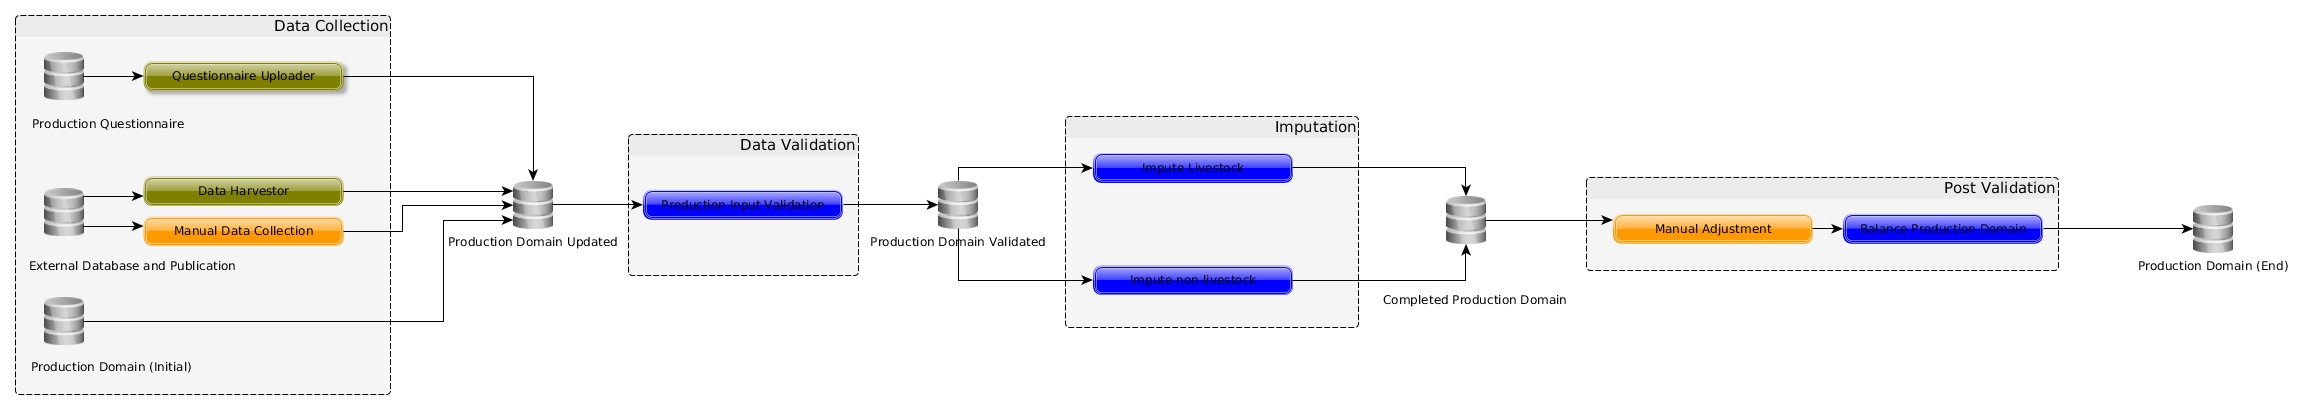 Data Collection
Questionnaire Uploader
Production Questionnaire
Data Harvestor
Manual Data Collection
External Database and Publication
Production Domain (Initial)
Production Domain Updated
Data Validation
Production Input Validation
Production Domain Validated
Imputation
Impute Livestock
Impute non-livestock
Completed Production Domain
Post Validation
Manual Adjustment
Balance Production Domain
Production Domain (End)